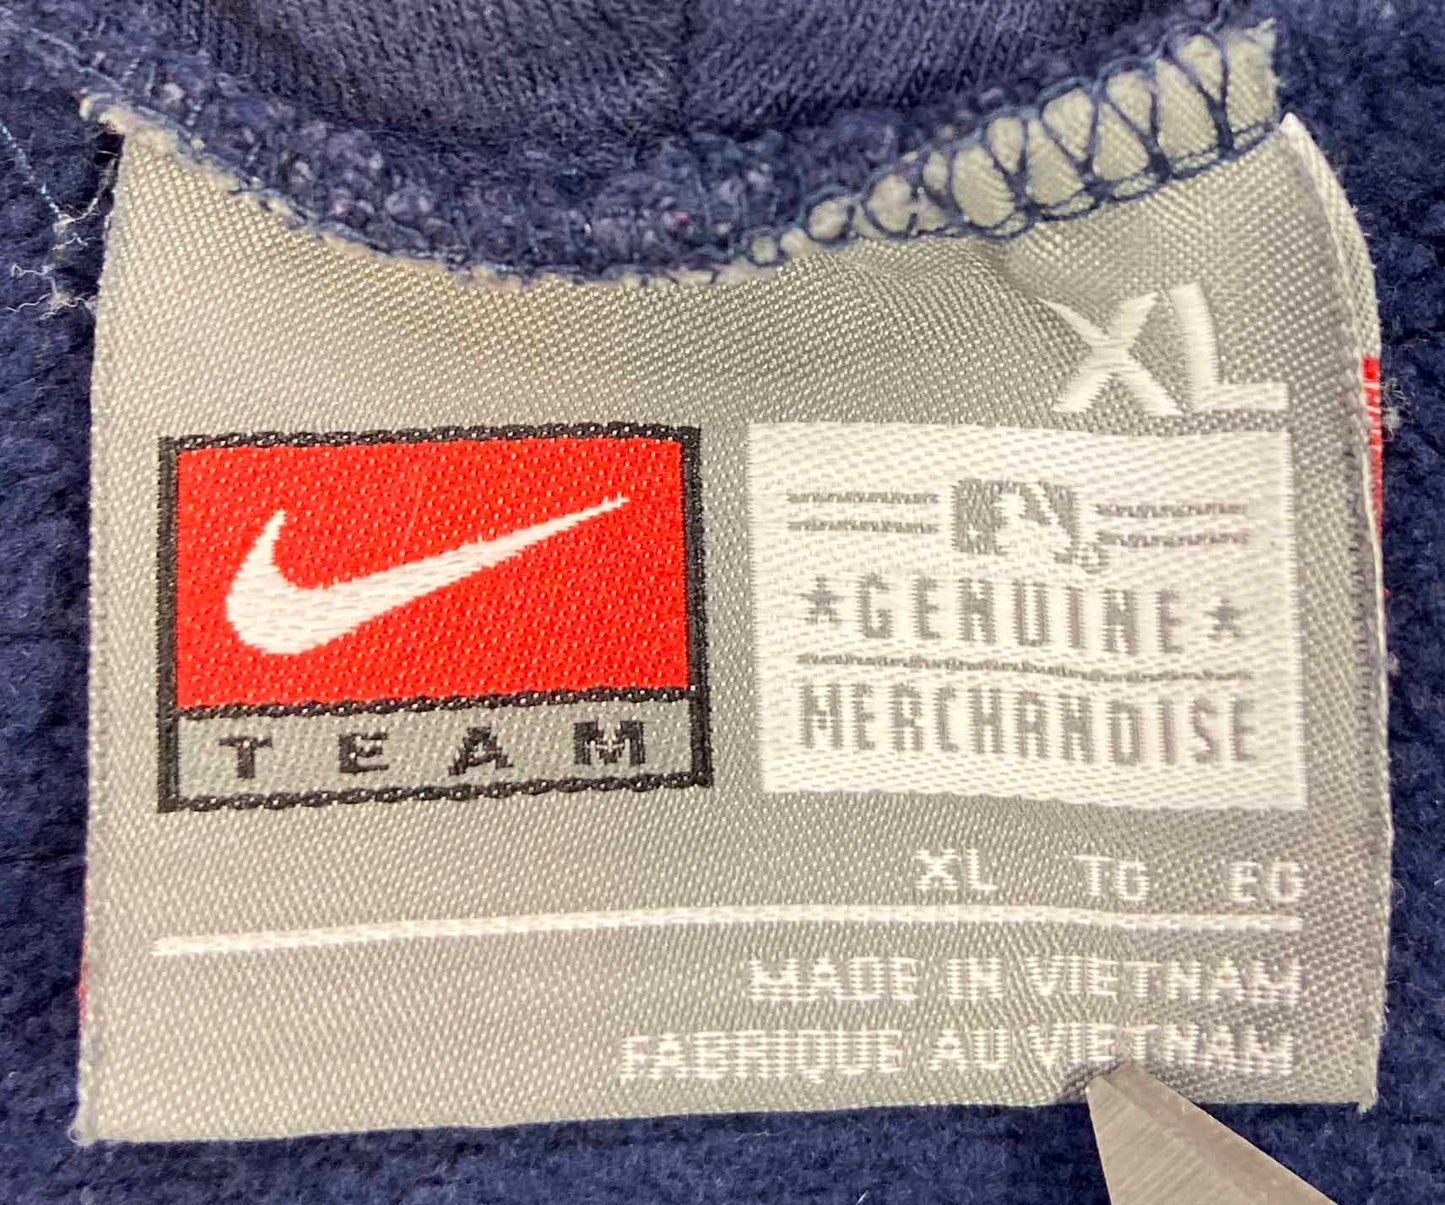 XL
TEAM
GENUINE
MERCHANDISE
XL TG EG
MADE IN VIETNAM
FABRIQUE AU VIETNAM